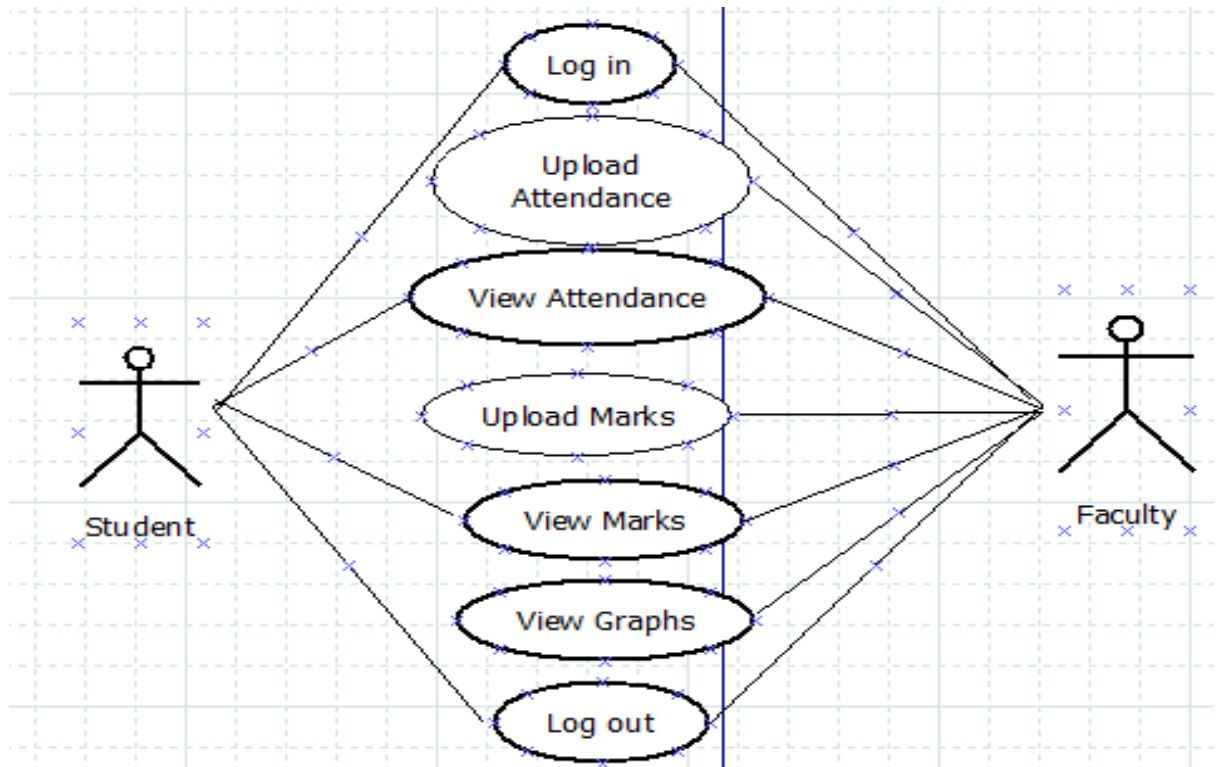 Log in
Upload
Attendance
View Attendance
Upload Marks
View Marks
View Graphs
Log out
Student
Faculty